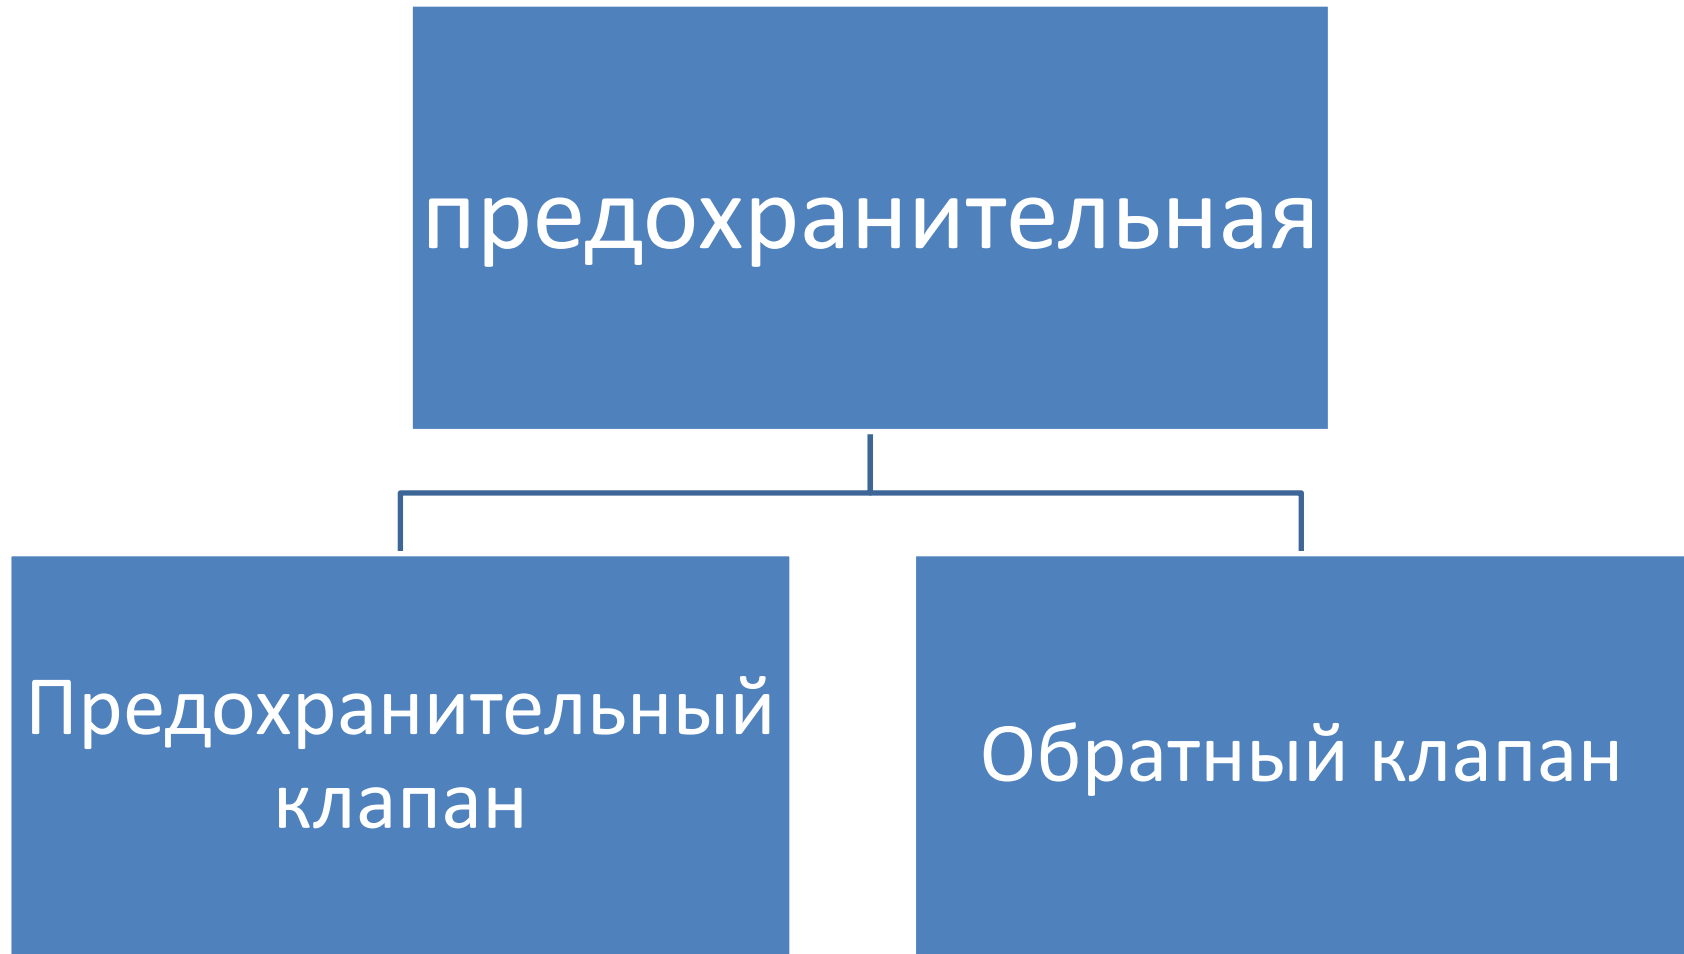 предохранительная
Предохранительный
клапан
Обратный клапан